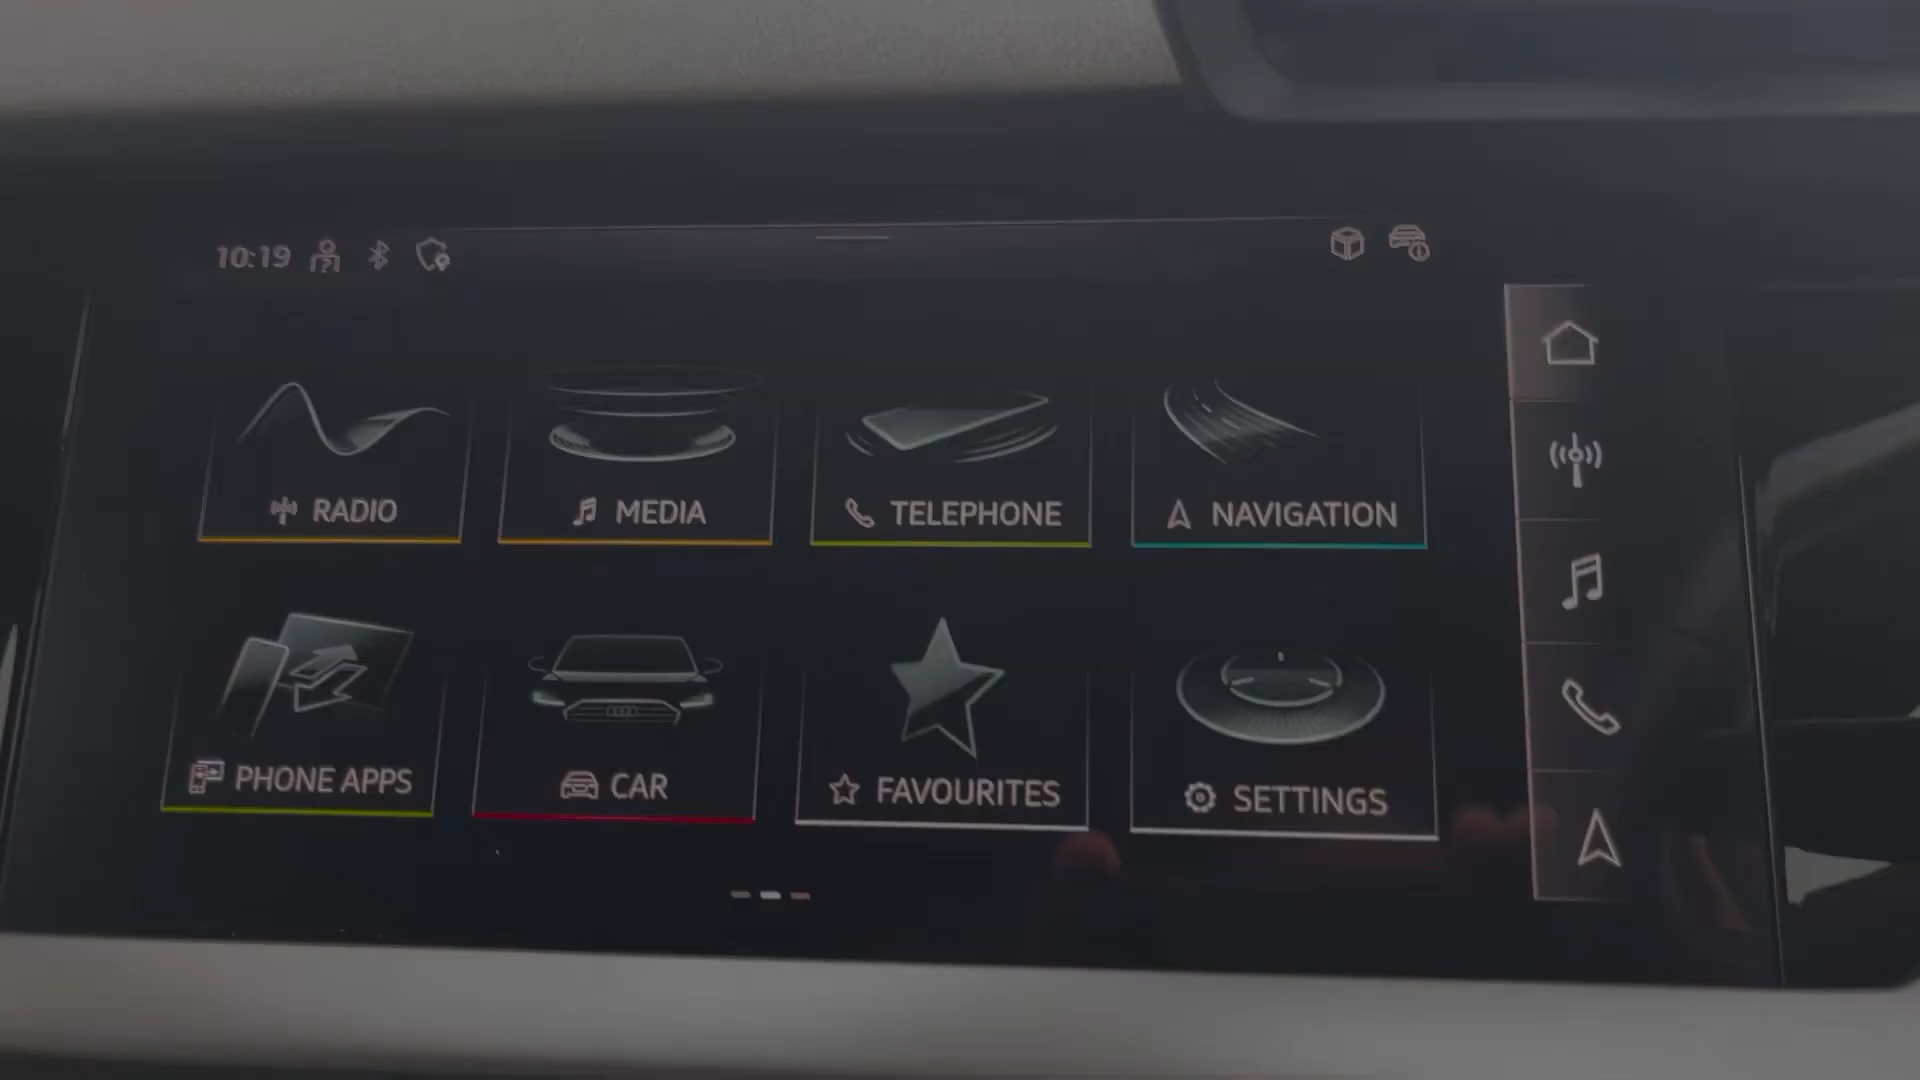 10:19
RADIO
MEDIA
TELEPHONE
NAVIGATION
PHONE APPS
CAR
FAVOURITES
SETTINGS